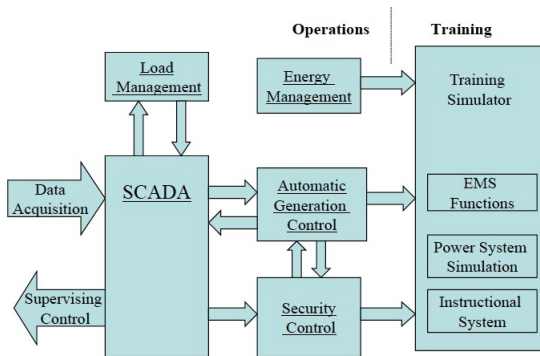 Operations
Training
Load
Management
Energy
Management
Training
Simulator
Data
Acquisition
SCADA
Automatic
Generation
Control
EMS
Functions
Power System
Simulation
Supervising
Control
Security
Control
Instructional
System